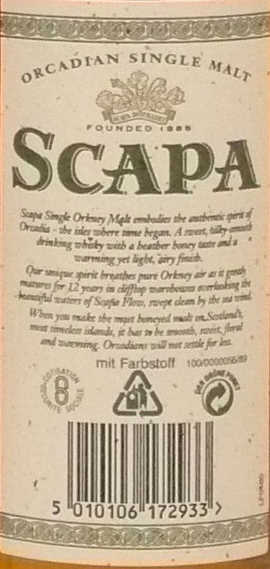 ORCADIAN SINGLE MALT
FOUNDED 1885
SCAPA
Scapa Single Orkney Malt embodies the authentic spirit of
Orcadia - the isles where time began. A sweet, silky-smooth
drinking whisky with a heather honey taste and a
warming yet light, airy finish.
Our unique spirit breathes pure Orkney air as it gently
matures for 12 years in clifftop warehouses overlooking the
beautiful waters of Scapa Flow, swept clean by the sea wind.
When you make the most honeyed malt on Scotland's
most timeless islands, it has to be smooth, sweet, floral
and warming. Orcadians will not settle for less.
mit Farbstoff
DER GRÜNE PUNKT
5 010106 172933 >